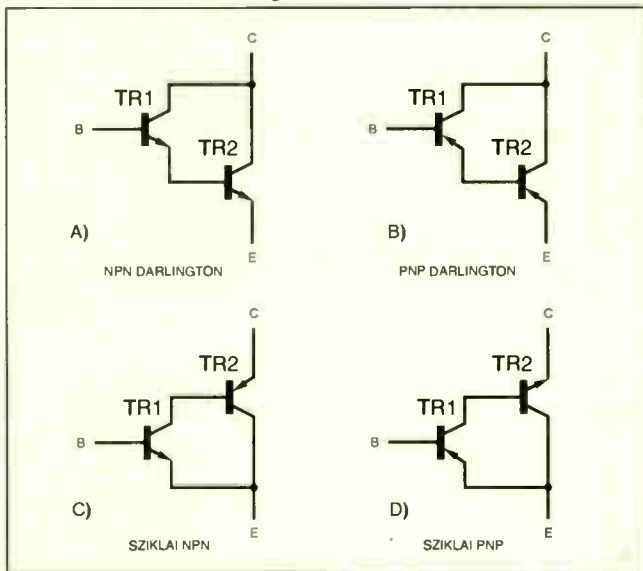 C C
TR1 TR1
B B
TR2 TR2
A) B)
E E
NPN DARLINGTON PNP DARLINGTON
C C
TR2 TR2
TR1 TR1
B B
C) D)
E E
SZIKLAI NPN SZIKLAI PNP